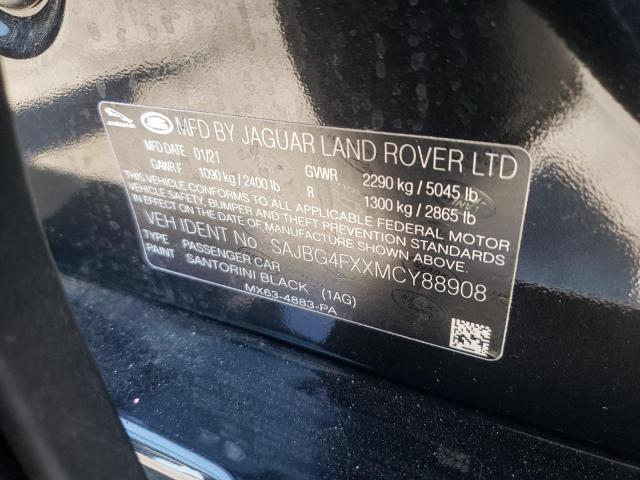 MFD BY JAGUAR LAND ROVER LTD
MFD DATE 01/21
GAWR F 1090 kg / 2400 lb GVWR 2290 kg / 5045 lb
R 1300 kg / 2865 lb
THIS VEHICLE CONFORMS TO ALL APPLICABLE FEDERAL MOTOR
VEHICLE SAFETY, BUMPER AND THEFT PREVENTION STANDARDS
IN EFFECT ON THE DATE OF MANUFACTURE SHOWN ABOVE.
VEH IDENT No. SAJBG4FXXMCY88908
TYPE PASSENGER CAR
PAINT SANTORINI BLACK (1AG)
MX63-4883-PA